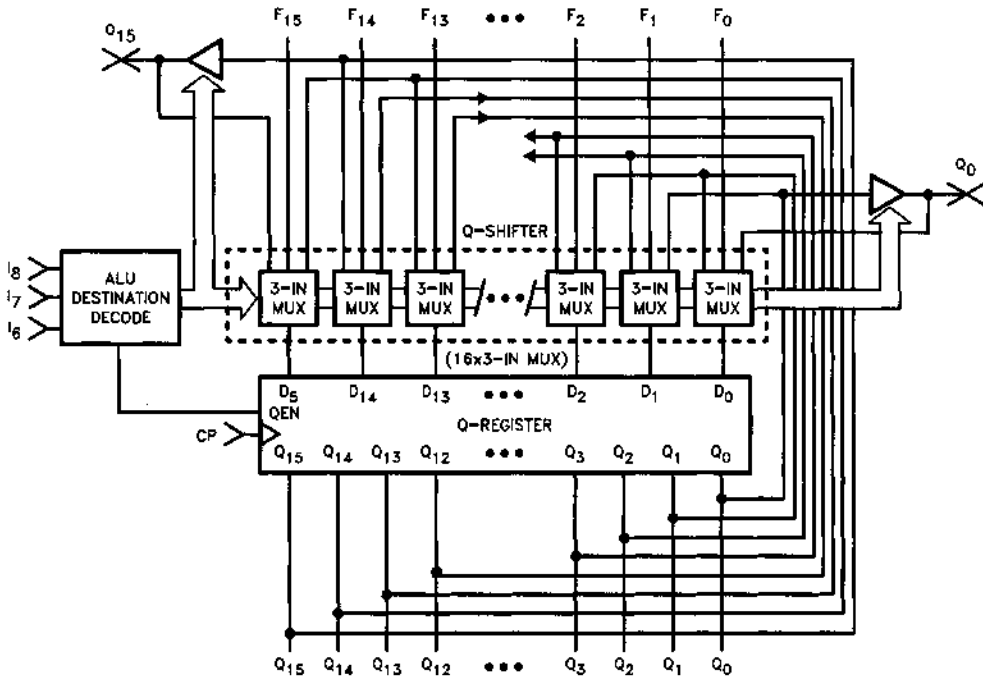 F15 F14 F13 ••• F2 F1 F0
Q15
Q0
Q-SHIFTER
I8
I7
I6
ALU
DESTINATION
DECODE
3-IN MUX 3-IN MUX 3-IN MUX ••• 3-IN MUX 3-IN MUX 3-IN MUX
(16x3-IN MUX)
D5 D14 D13 ••• D2 D1 D0
QEN
Q-REGISTER
CP
Q15 Q14 Q13 Q12 ••• Q3 Q2 Q1 Q0
Q15 Q14 Q13 Q12 ••• Q3 Q2 Q1 Q0